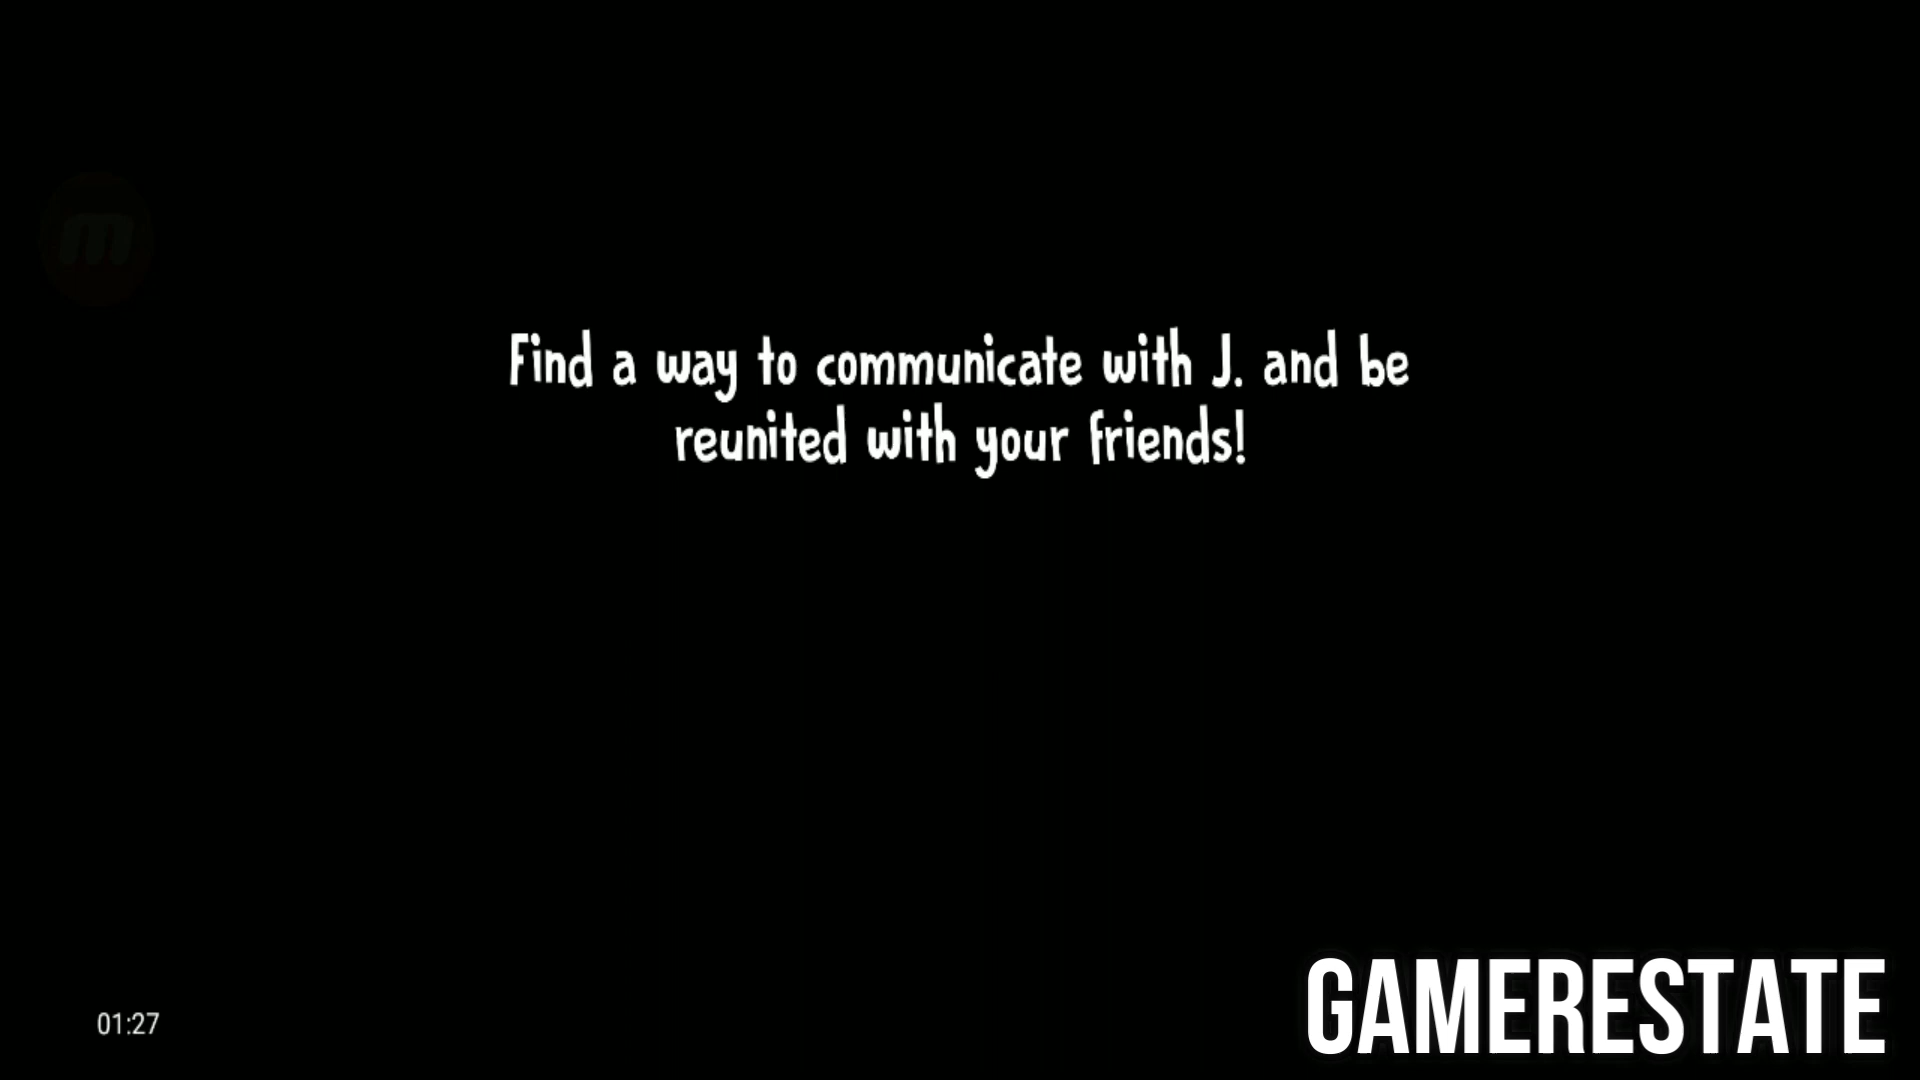 m
Find a way to communicate with J. and be
reunited with your friends!
01:27
GAMERESTATE